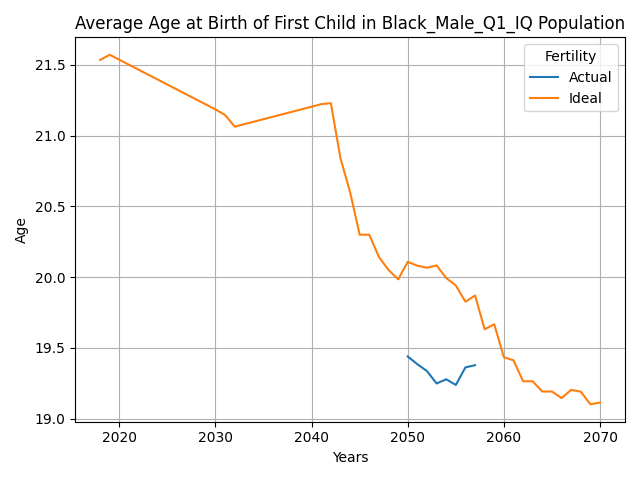 Average Age at Birth of First Child in Black_Male_Q1_IQ Population
Fertility
Actual
Ideal
Age
21.5
21.0
20.5
20.0
19.5
19.0
2020 2030 2040 2050 2060 2070
Years